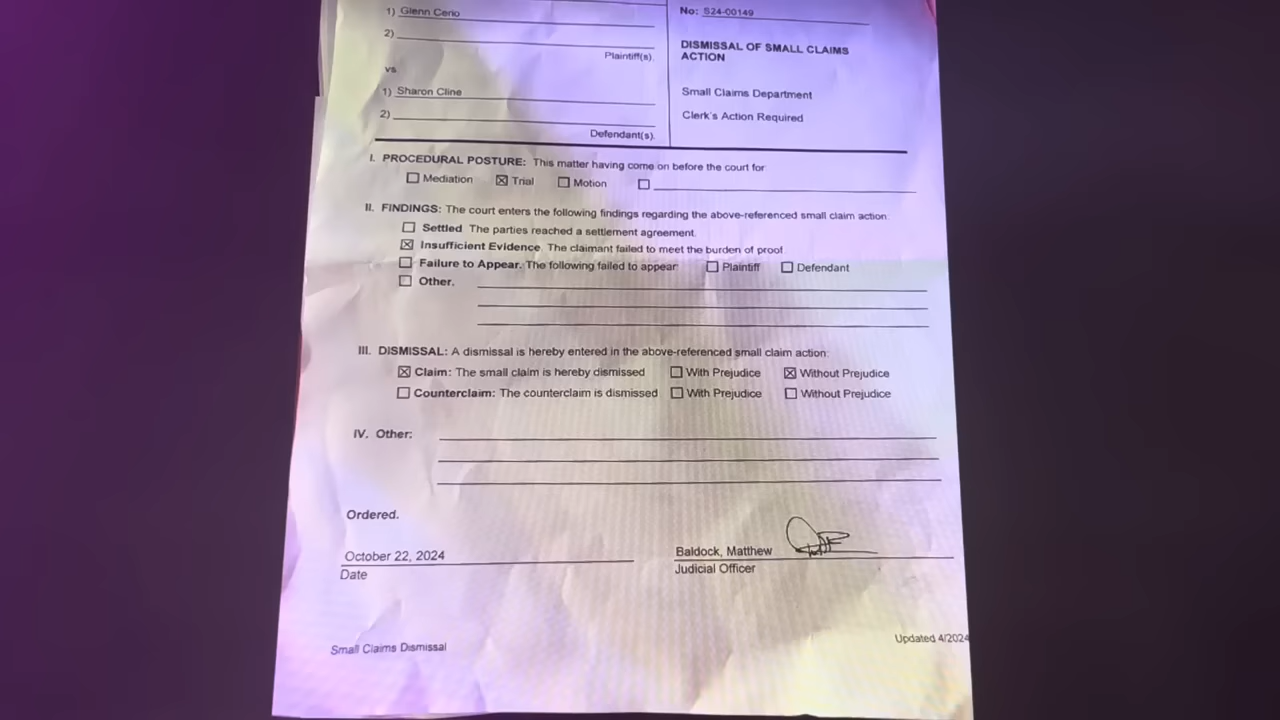 1) Glenn Cerio
2)
Plaintiff(s).
vs
1) Sharon Cline
2)
Defendant(s).
No: S24-00149
DISMISSAL OF SMALL CLAIMS
ACTION
Small Claims Department
Clerk's Action Required
I. PROCEDURAL POSTURE: This matter having come on before the court for:
☐ Mediation ☒ Trial ☐ Motion ☐
II. FINDINGS: The court enters the following findings regarding the above-referenced small claim action:
☐ Settled The parties reached a settlement agreement.
☒ Insufficient Evidence. The claimant failed to meet the burden of proof.
☐ Failure to Appear. The following failed to appear: ☐ Plaintiff ☐ Defendant
☐ Other.
III. DISMISSAL: A dismissal is hereby entered in the above-referenced small claim action:
☒ Claim: The small claim is hereby dismissed ☐ With Prejudice ☒ Without Prejudice
☐ Counterclaim: The counterclaim is dismissed ☐ With Prejudice ☐ Without Prejudice
IV. Other:
Ordered.
October 22, 2024
Date
Baldock, Matthew
Judicial Officer
Small Claims Dismissal
Updated 4/2024